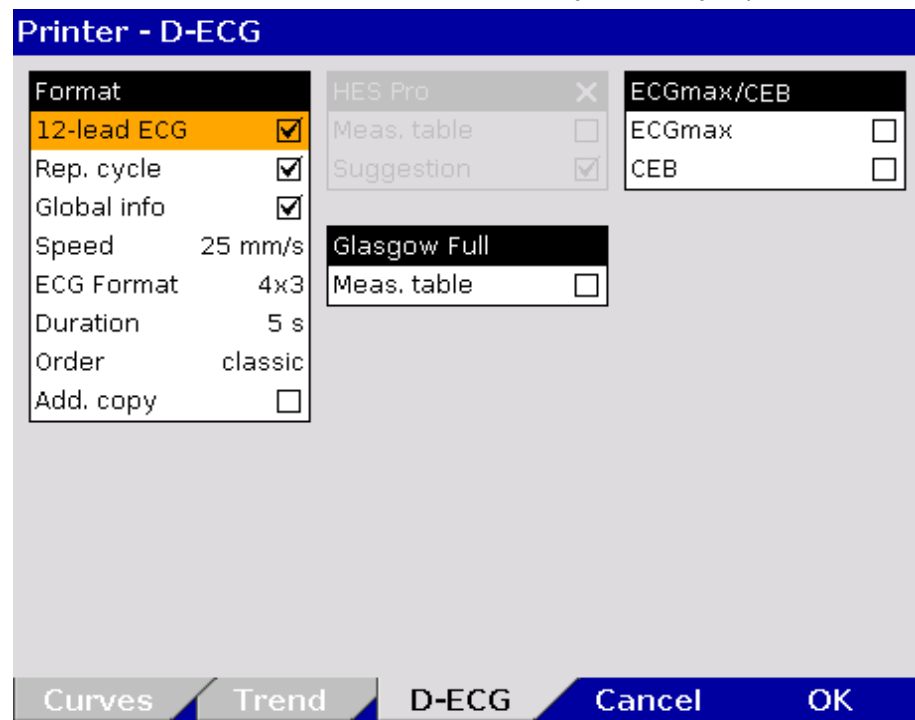 Printer - D-ECG
Format
12-lead ECG
Rep. cycle
Global info
Speed 25 mm/s
ECG Format 4x3
Duration 5 s
Order classic
Add. copy
HES Pro
Meas. table
Suggestion
Glasgow Full
Meas. table
ECGmax/CEB
ECGmax
CEB
Curves Trend D-ECG Cancel OK